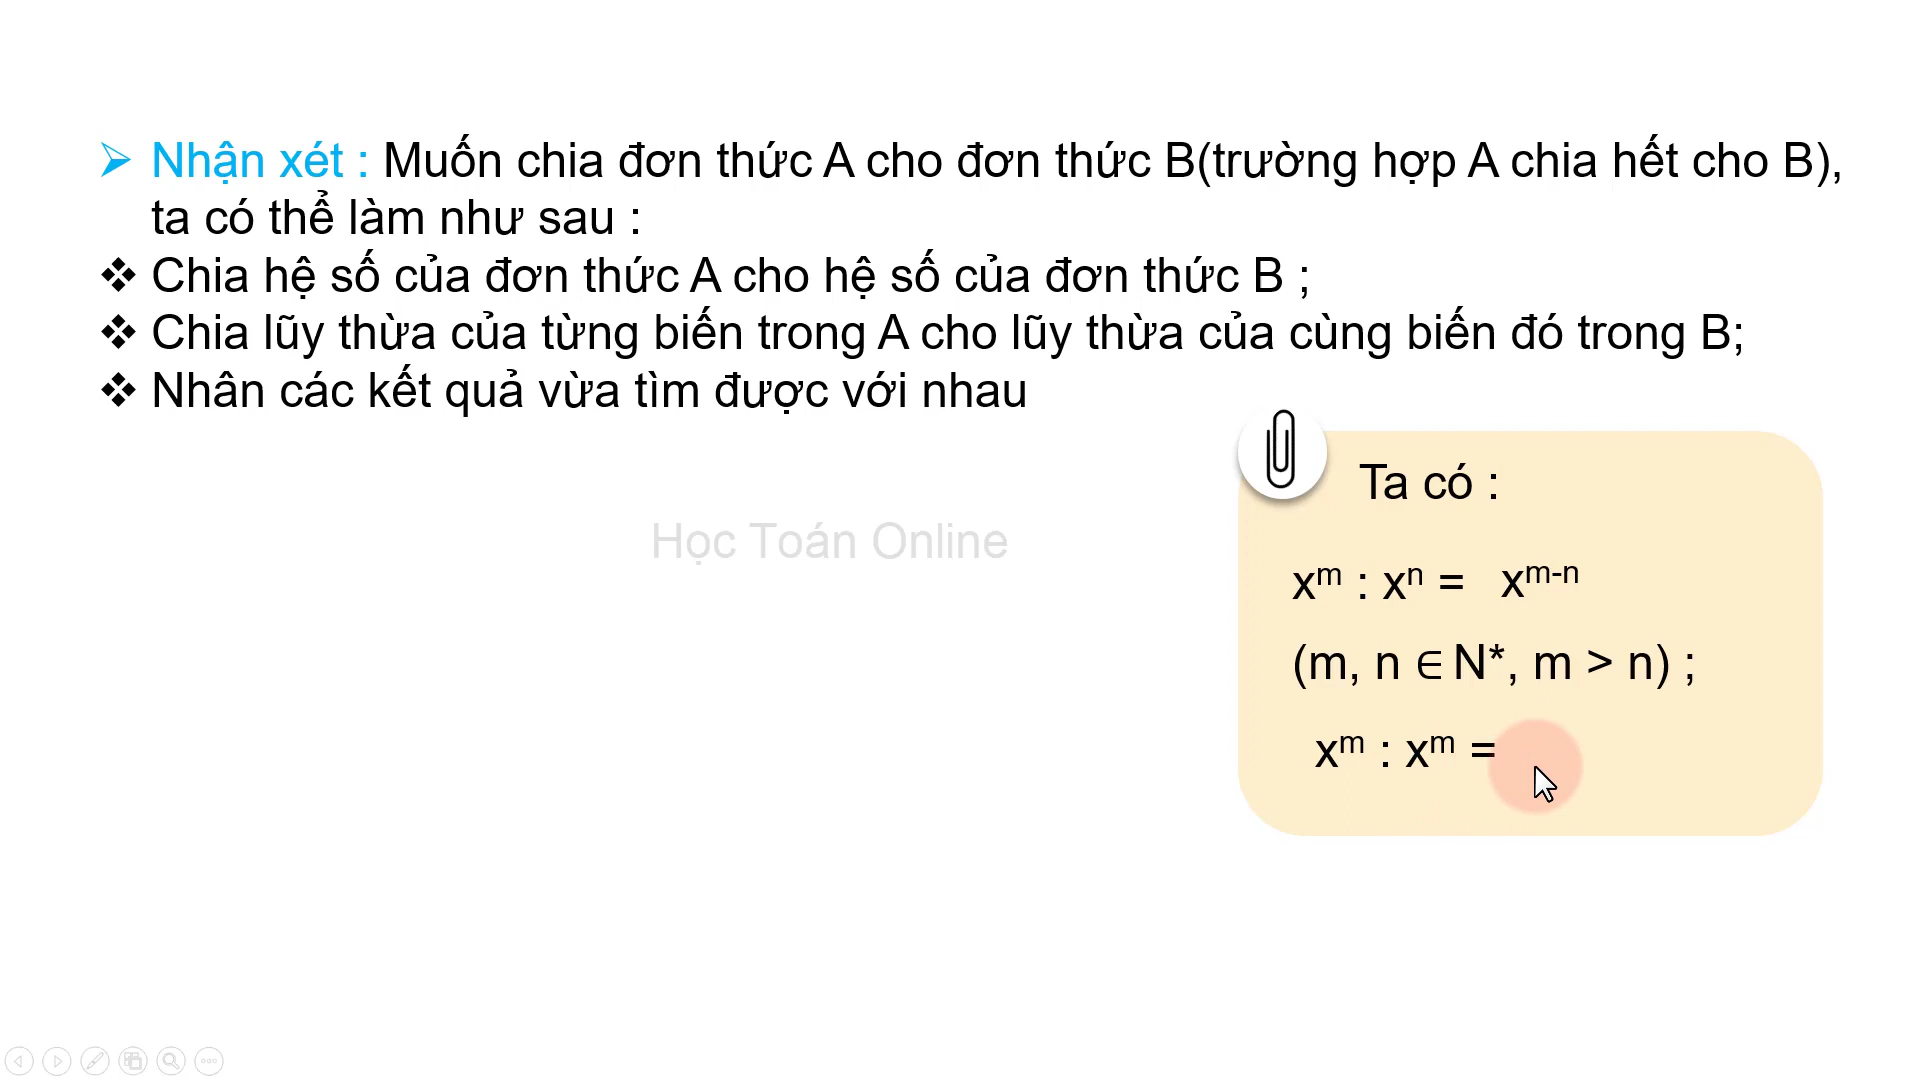 Nhận xét : Muốn chia đơn thức A cho đơn thức B(trường hợp A chia hết cho B),
ta có thể làm như sau :
Chia hệ số của đơn thức A cho hệ số của đơn thức B ;
Chia lũy thừa của từng biến trong A cho lũy thừa của cùng biến đó trong B;
Nhân các kết quả vừa tìm được với nhau
Học Toán Online
Ta có :
xᵐ : xⁿ = xᵐ⁻ⁿ
(m, n ∈ N*, m > n) ;
xᵐ : xᵐ =